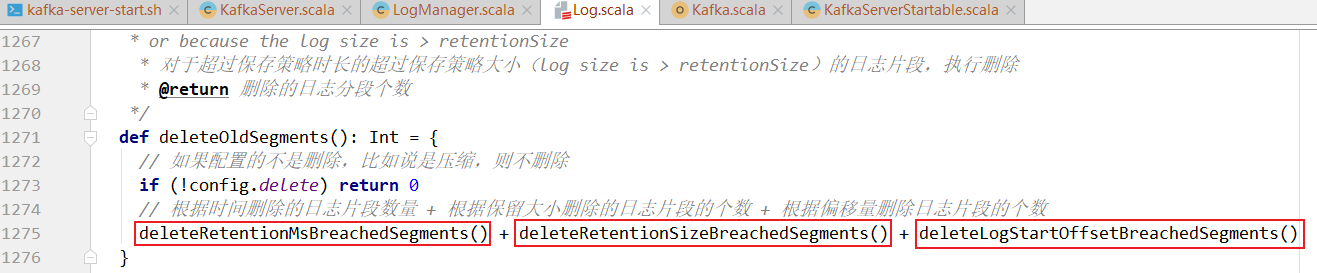 kafka-server-start.sh KafkaServer.scala LogManager.scala Log.scala Kafka.scala KafkaServerStartable.scala
1267 * or because the log size is > retentionSize
1268 * 对于超过保存策略时长的超过保存策略大小（log size is > retentionSize）的日志片段，执行删除
1269 * @return 删除的日志分段个数
1270 */
1271 def deleteOldSegments(): Int = {
1272 // 如果配置的不是删除，比如说是压缩，则不删除
1273 if (!config.delete) return 0
1274 // 根据时间删除的日志片段数量 + 根据保留大小删除的日志片段的个数 + 根据偏移量删除日志片段的个数
1275 deleteRetentionMsBreachedSegments() + deleteRetentionSizeBreachedSegments() + deleteLogStartOffsetBreachedSegments()
1276 }